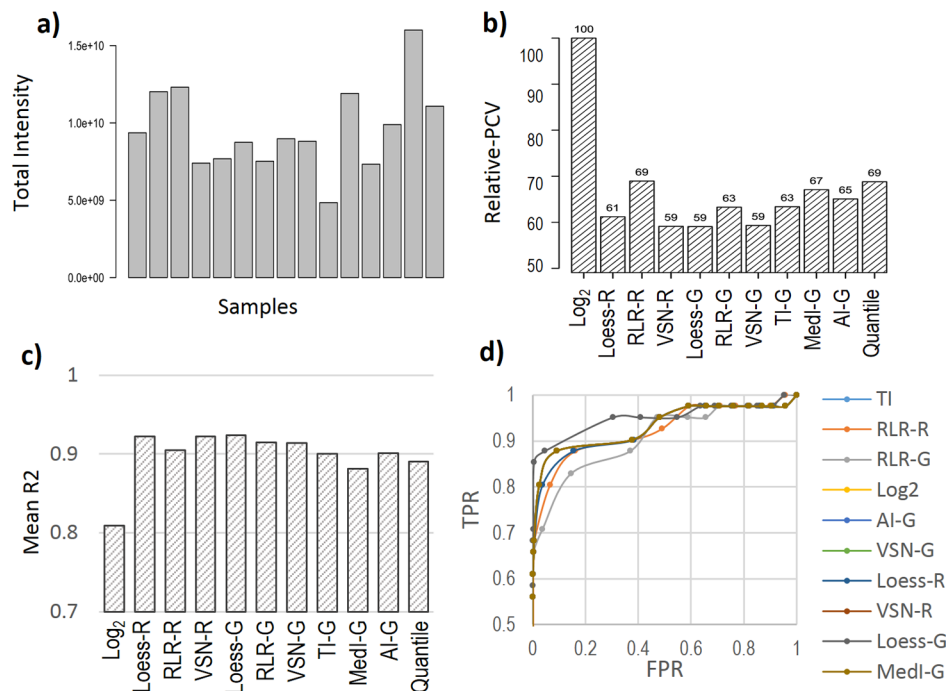 a)
Total Intensity
1.5e+10
1.0e+10
5.0e+09
0.0e+00
Samples
b)
Relative-PCV
100
100
90
80
70
60
50
61
69
59
59
63
59
63
67
65
69
Log2
Loess-R
RLR-R
VSN-R
Loess-G
RLR-G
VSN-G
TI-G
MedI-G
AI-G
Quantile
c)
Mean R2
1
0.9
0.8
0.7
Log2
Loess-R
RLR-R
VSN-R
Loess-G
RLR-G
VSN-G
TI-G
MedI-G
AI-G
Quantile
d)
TPR
1
0.9
0.8
0.7
0.6
0.5
0
0.2
0.4
0.6
0.8
1
FPR
TI
RLR-R
RLR-G
Log2
AI-G
VSN-G
Loess-R
VSN-R
Loess-G
MedI-G